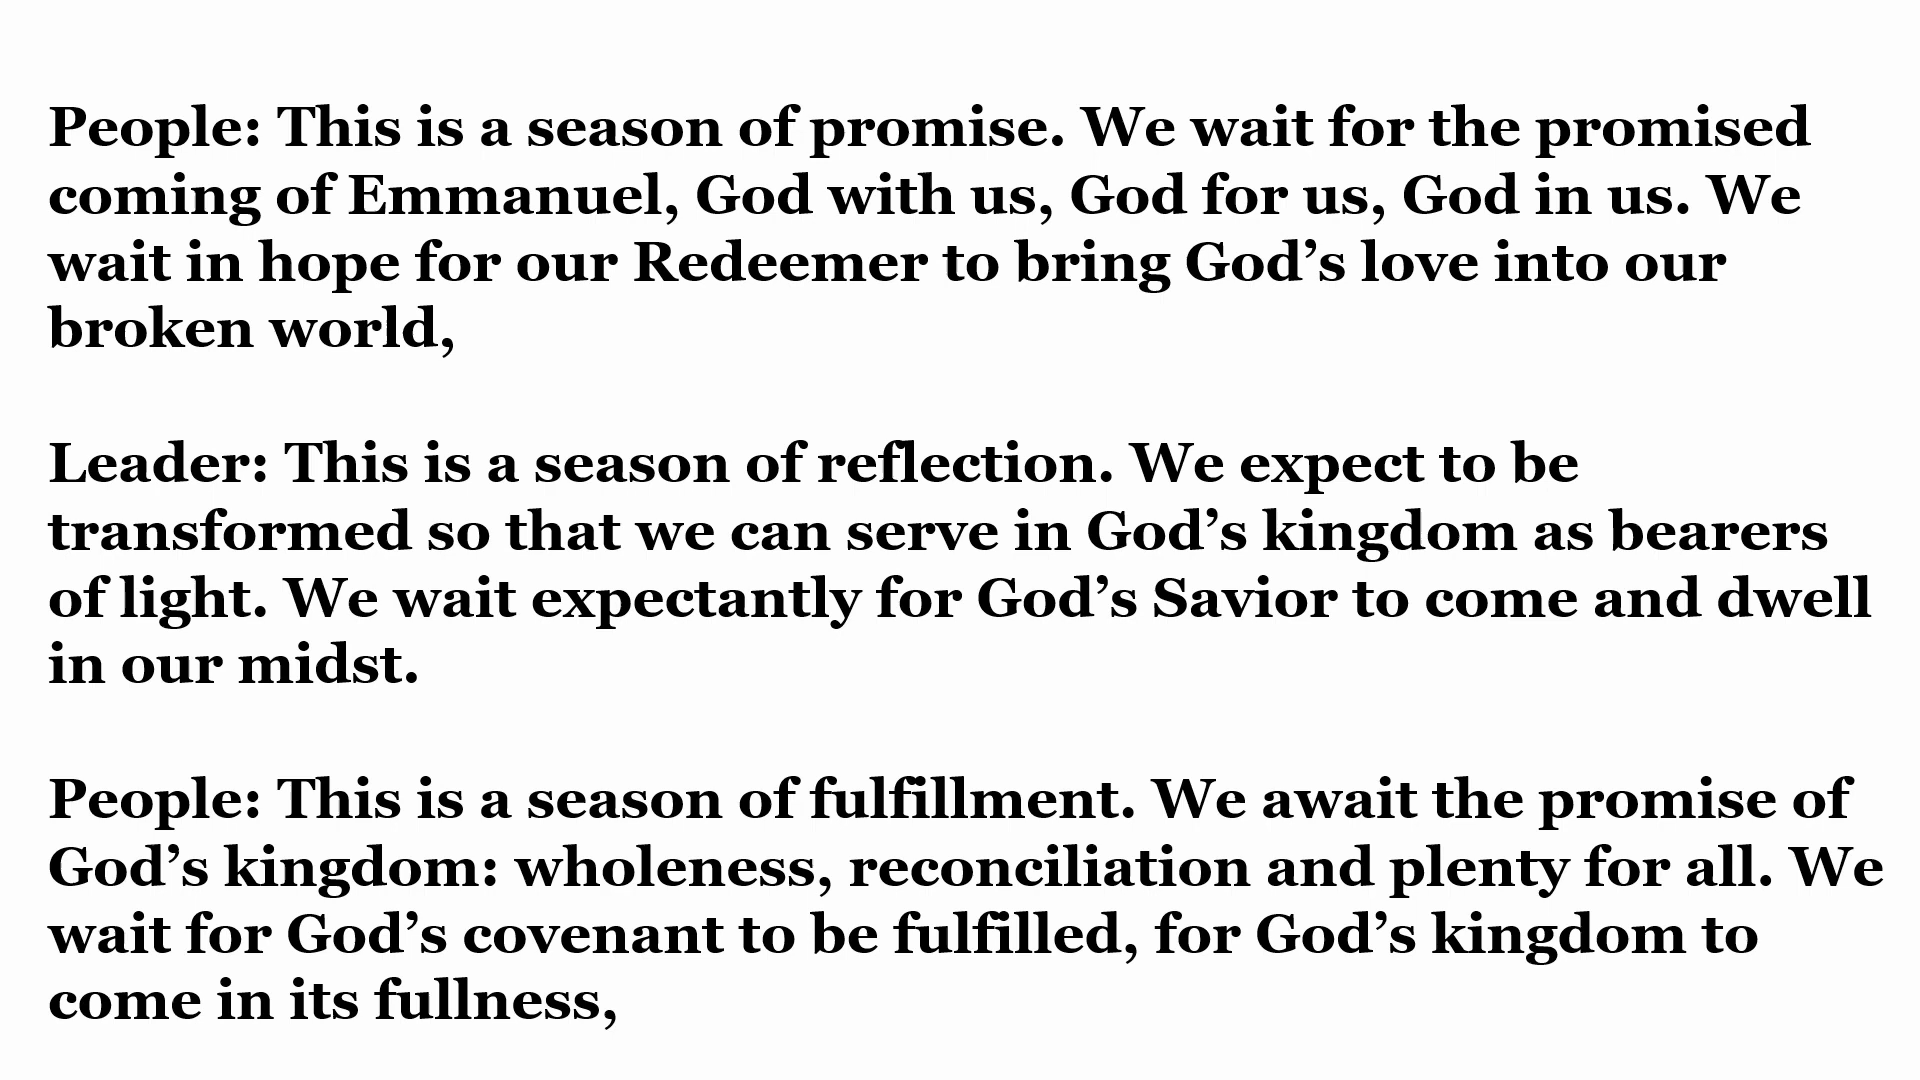 People: This is a season of promise. We wait for the promised
coming of Emmanuel, God with us, God for us, God in us. We
wait in hope for our Redeemer to bring God’s love into our
broken world,
Leader: This is a season of reflection. We expect to be
transformed so that we can serve in God’s kingdom as bearers
of light. We wait expectantly for God’s Savior to come and dwell
in our midst.
People: This is a season of fulfillment. We await the promise of
God’s kingdom: wholeness, reconciliation and plenty for all. We
wait for God’s covenant to be fulfilled, for God’s kingdom to
come in its fullness,